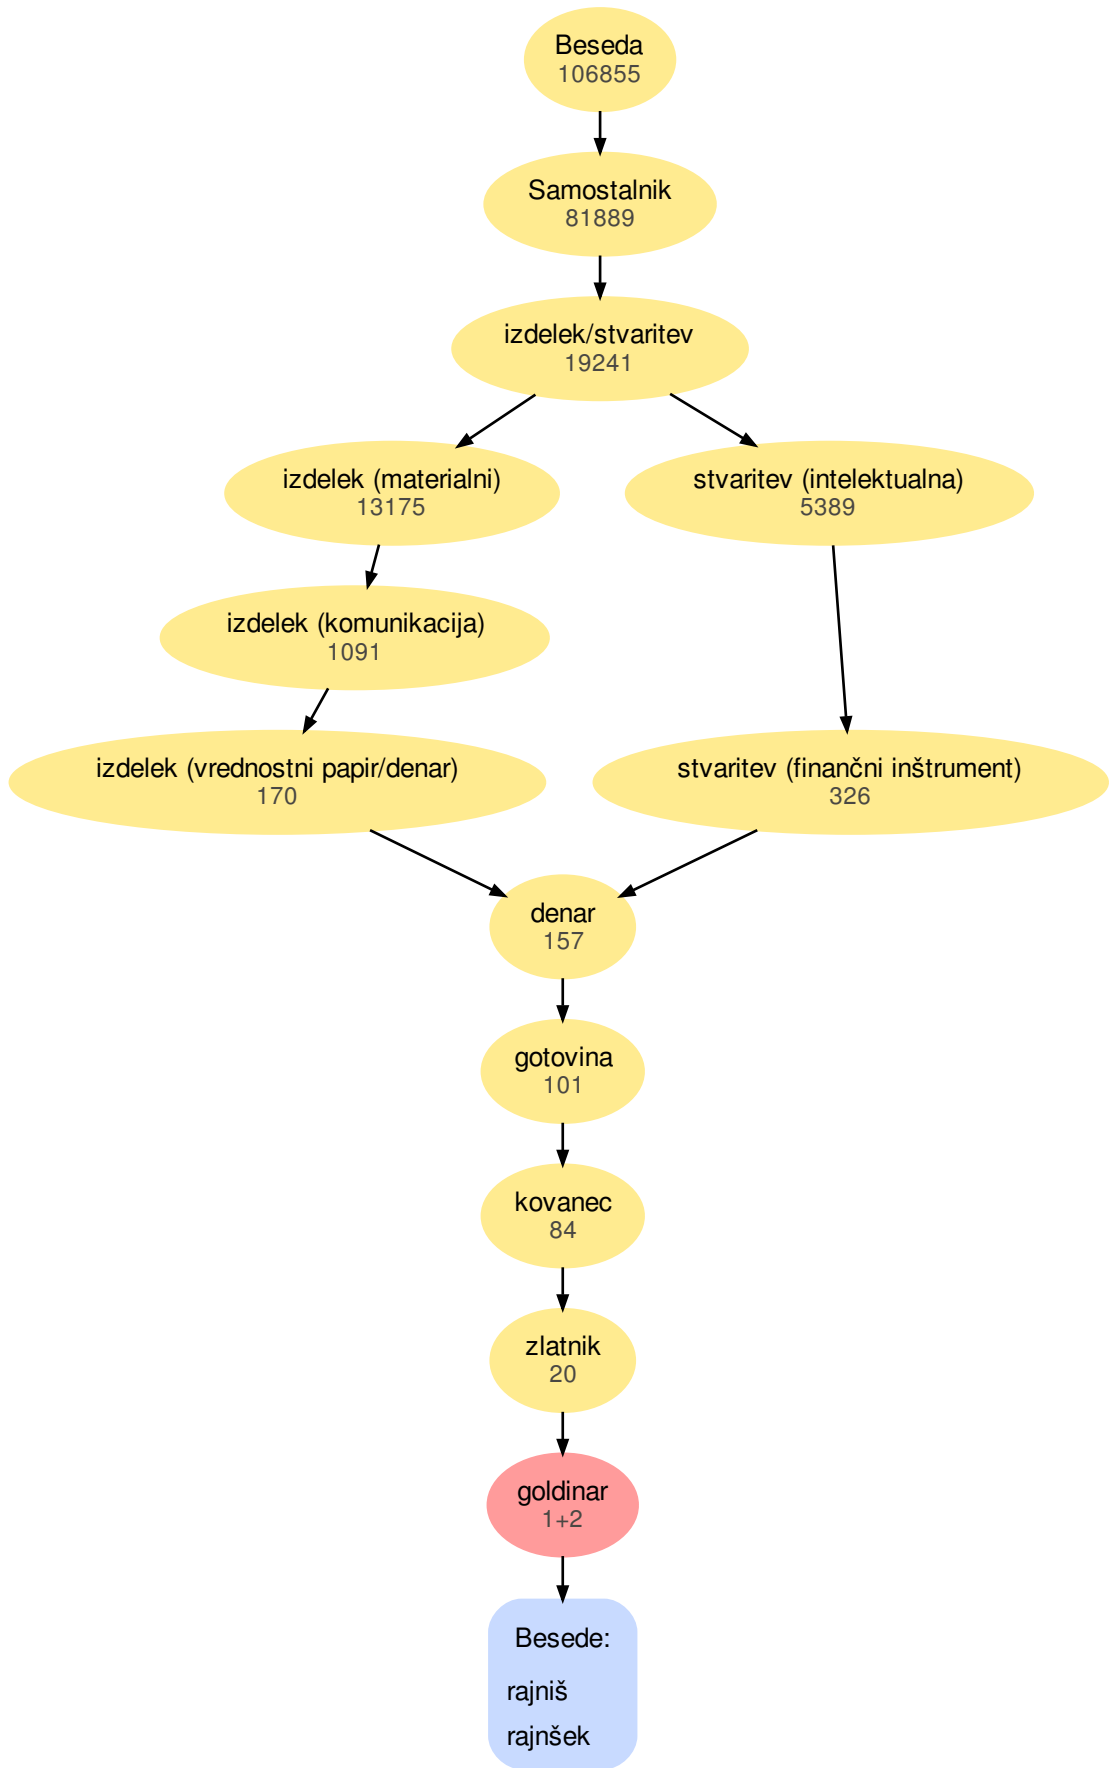 Beseda
106855
Samostalnik
81889
izdelek/stvaritev
19241
izdelek (materialni)
13175
stvaritev (intelektualna)
5389
izdelek (komunikacija)
1091
izdelek (vrednostni papir/denar)
170
stvaritev (finančni inštrument)
326
denar
157
gotovina
101
kovanec
84
zlatnik
20
goldinar
1+2
Besede:
rajniš
rajnšek